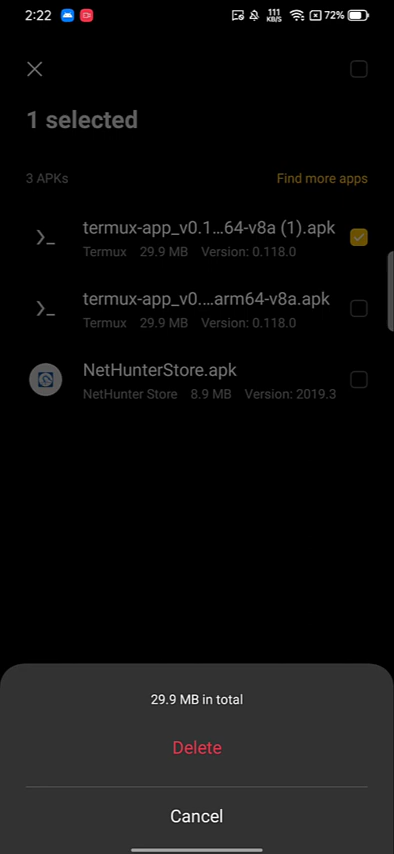 2:22
111 KB/S
72%
1 selected
3 APKs Find more apps
termux-app_v0.1...64-v8a (1).apk
Termux 29.9 MB Version: 0.118.0
termux-app_v0....arm64-v8a.apk
Termux 29.9 MB Version: 0.118.0
NetHunterStore.apk
NetHunter Store 8.9 MB Version: 2019.3
29.9 MB in total
Delete
Cancel